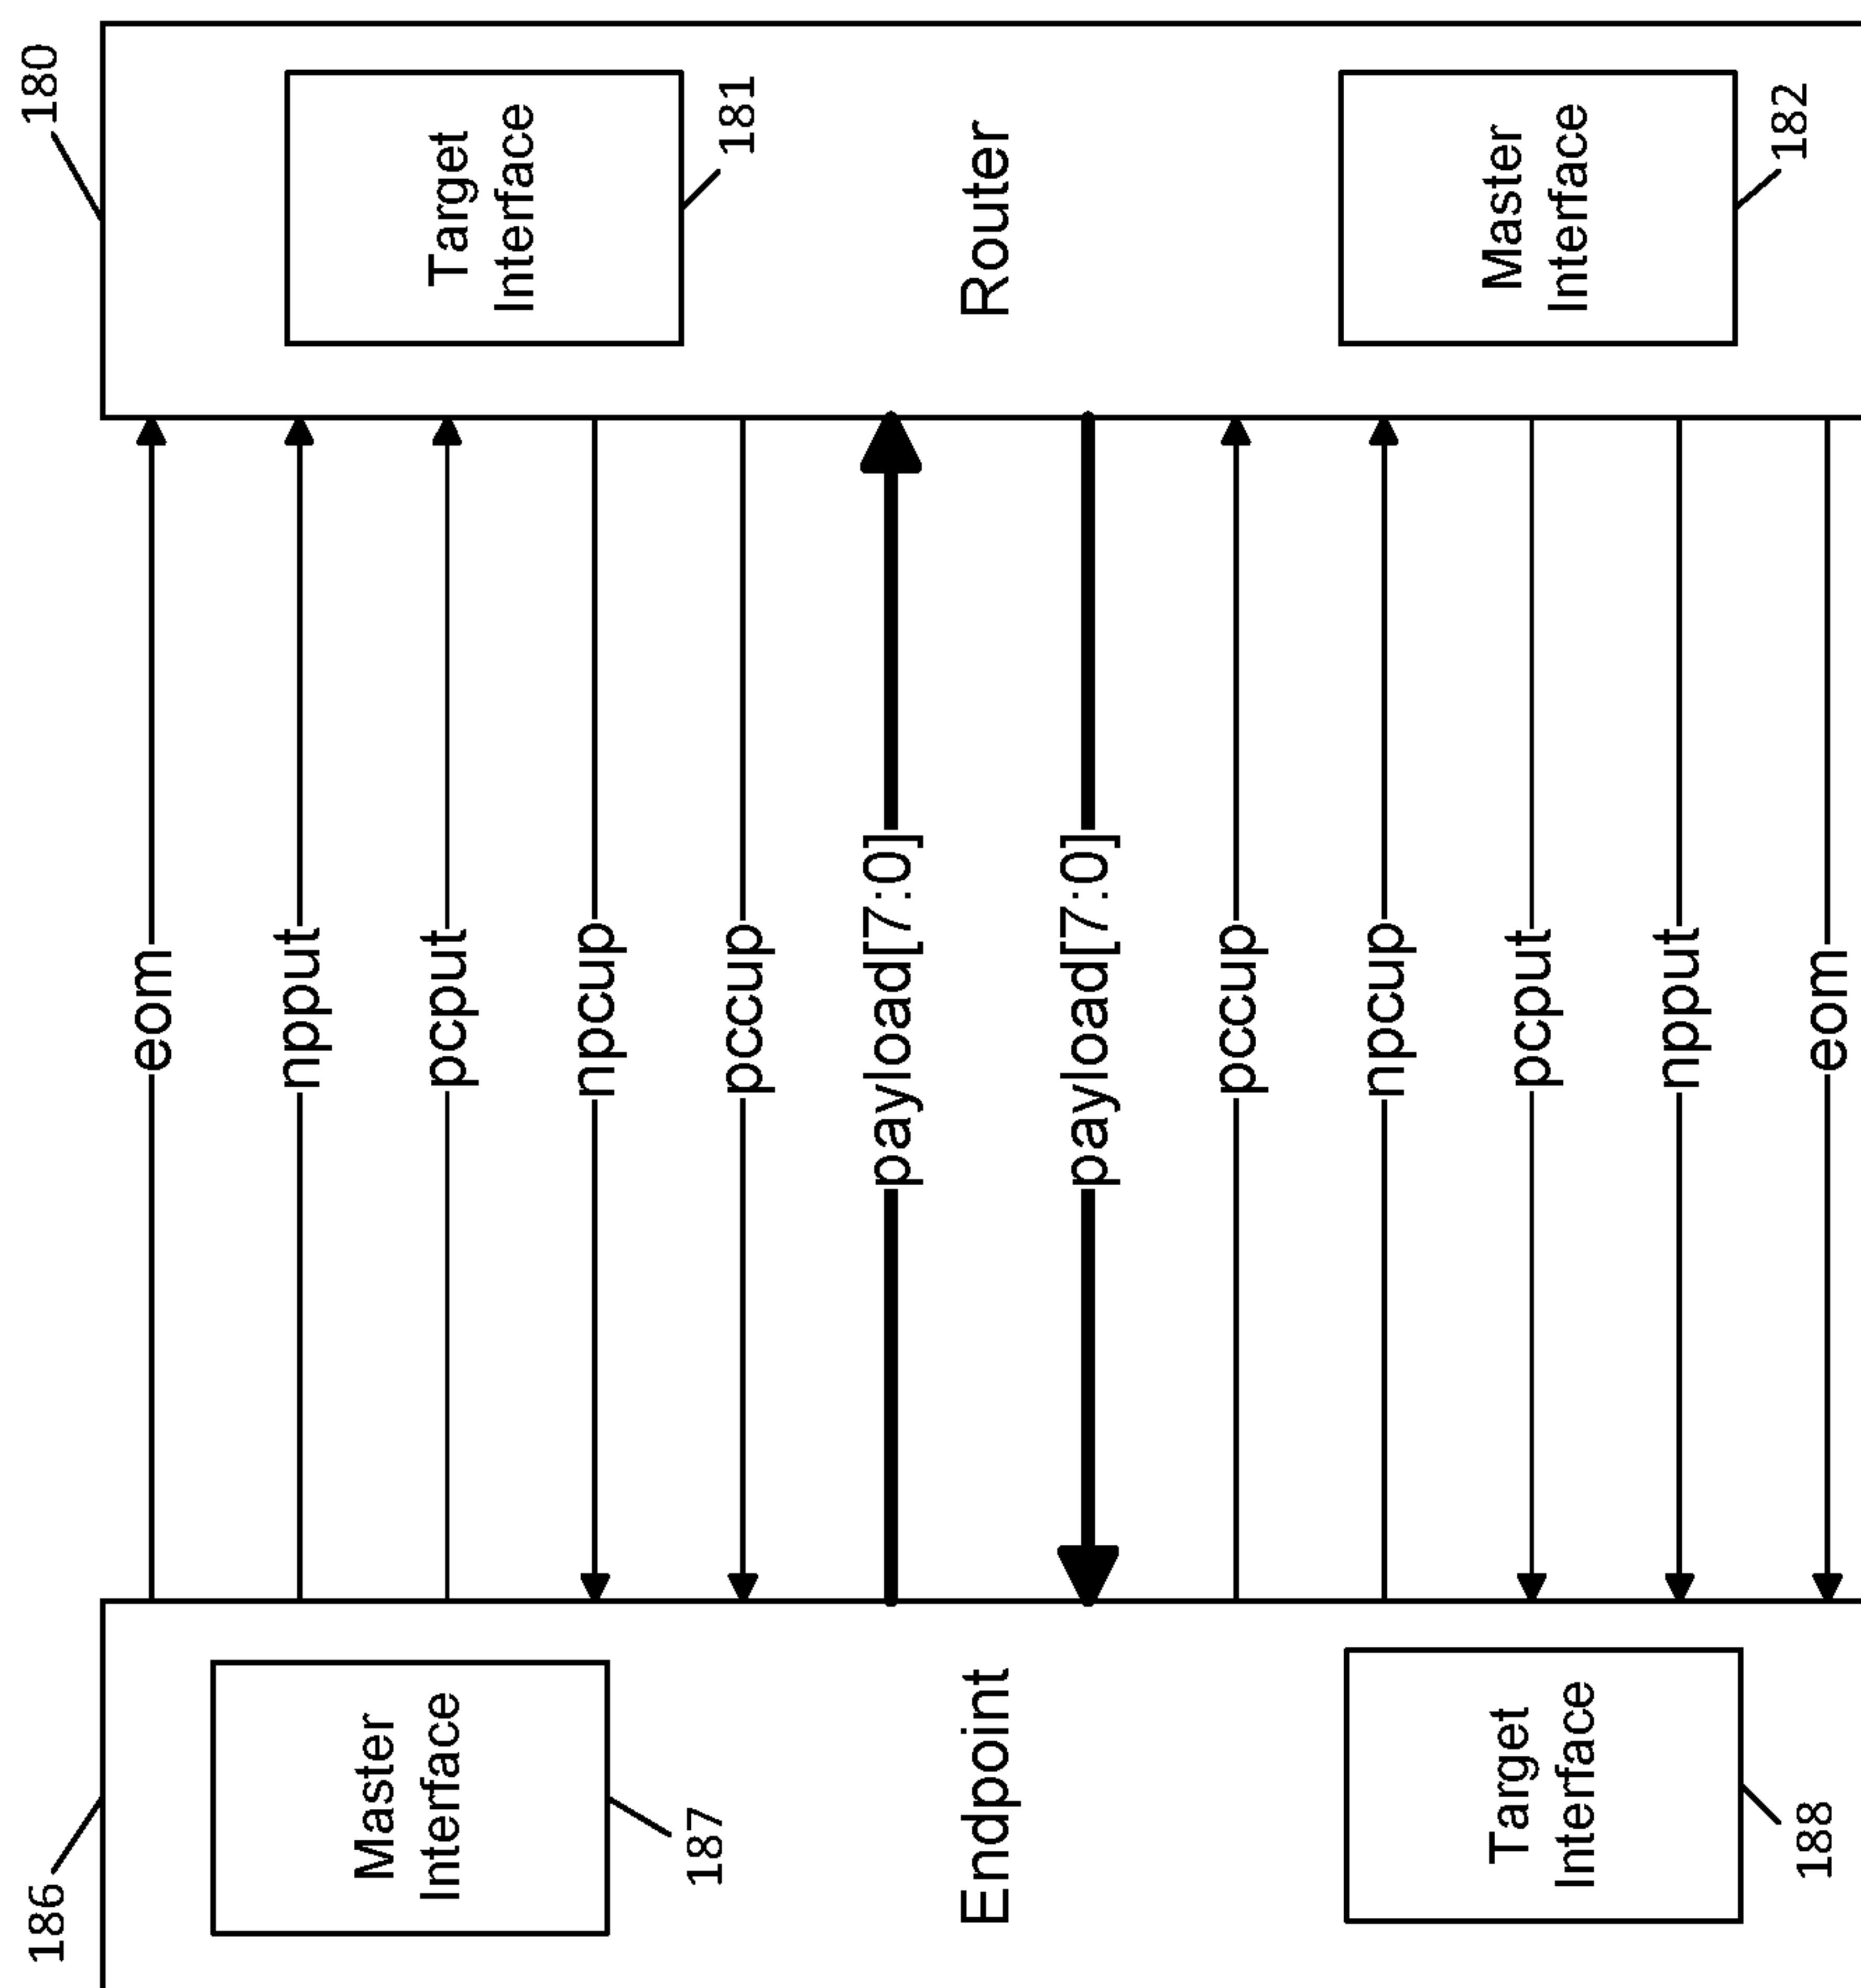 186
Master
Interface
187
Endpoint
Target
Interface
188
eom
npput
pcput
npcup
pccup
payload[7:0]
payload[7:0]
pccup
npcup
pcput
npput
eom
180
Target
Interface
181
Router
Master
Interface
182